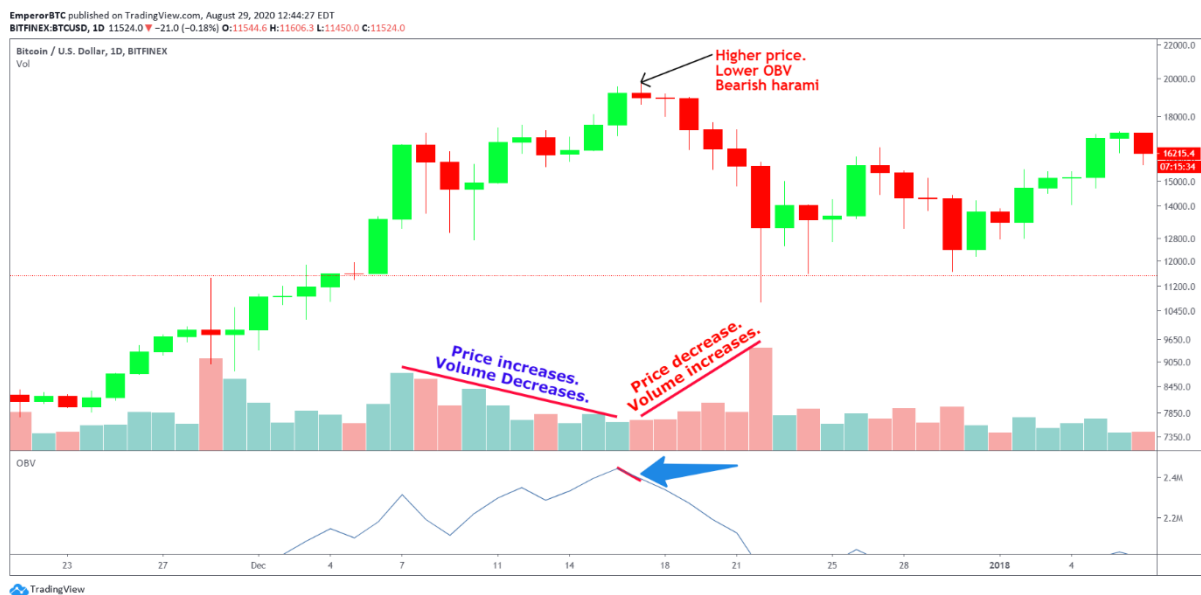 EmperorBTC published on TradingView.com, August 29, 2020 12:44:27 EDT
BITFINEX:BTCUSD, 1D 11524.0 ▼ −21.0 (−0.18%) O:11544.6 H:11606.3 L:11450.0 C:11524.0
Bitcoin / U.S. Dollar, 1D, BITFINEX
Vol
Higher price.
Lower OBV
Bearish harami
22000.0
20000.0
18000.0
16215.4
07:15:34
15000.0
14000.0
12800.0
12000.0
11200.0
10450.0
9650.0
9050.0
8450.0
7850.0
7350.0
Price increases.
Volume Decreases.
Price decrease.
Volume increases.
OBV
2.4M
2.2M
23 27 Dec 4 7 11 14 18 21 25 28 2018 4
TradingView